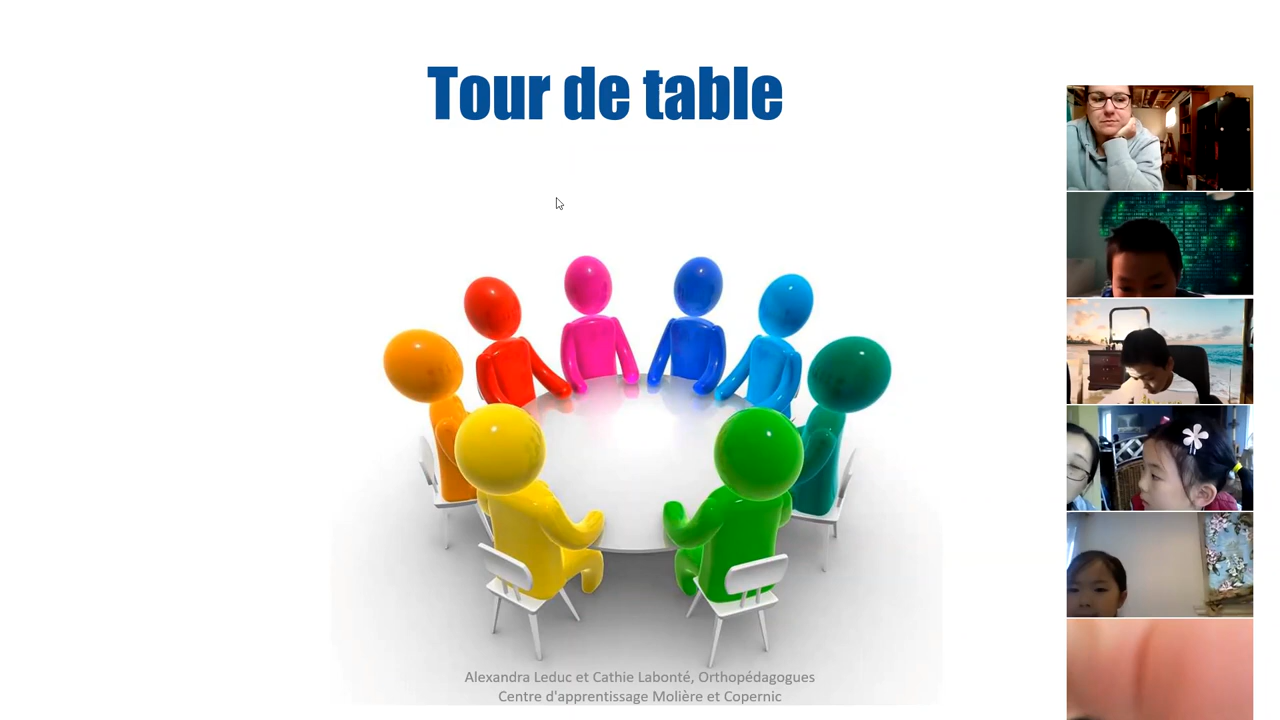 Tour de table
Alexandra Leduc et Cathie Labonté, Orthopédagogues
Centre d'apprentissage Molière et Copernic